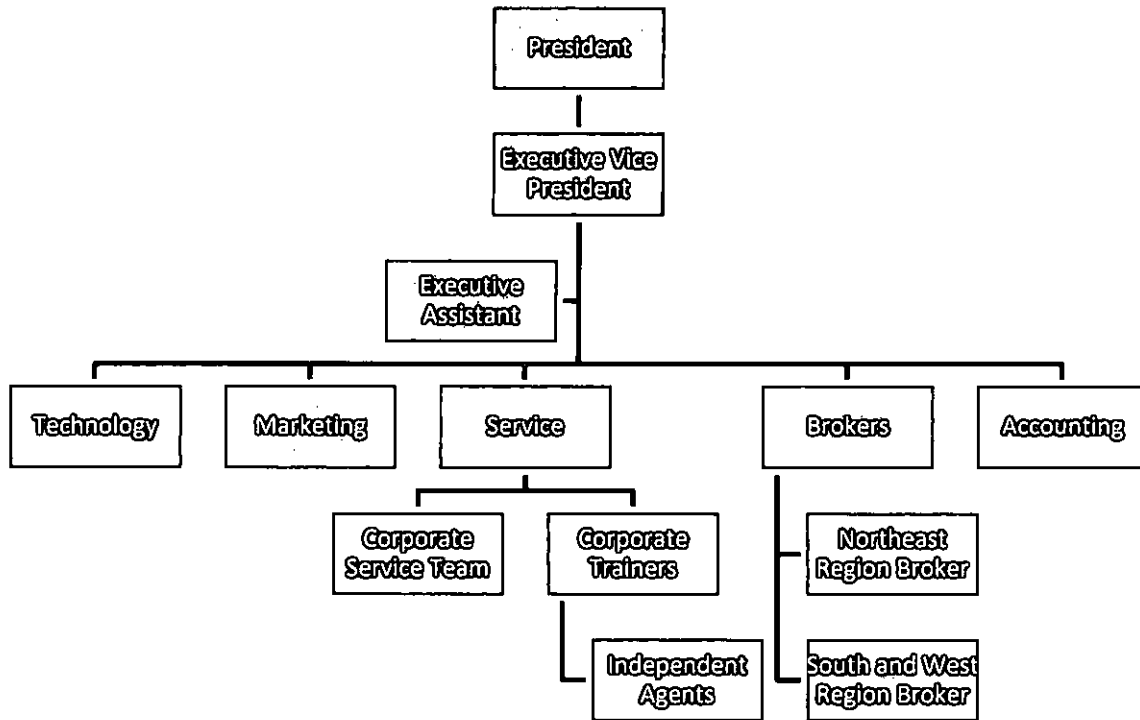 President
Executive Vice
President
Executive
Assistant
Technology
Marketing
Service
Brokers
Accounting
Corporate
Service Team
Corporate
Trainers
Northeast
Region Broker
Independent
Agents
South and West
Region Broker